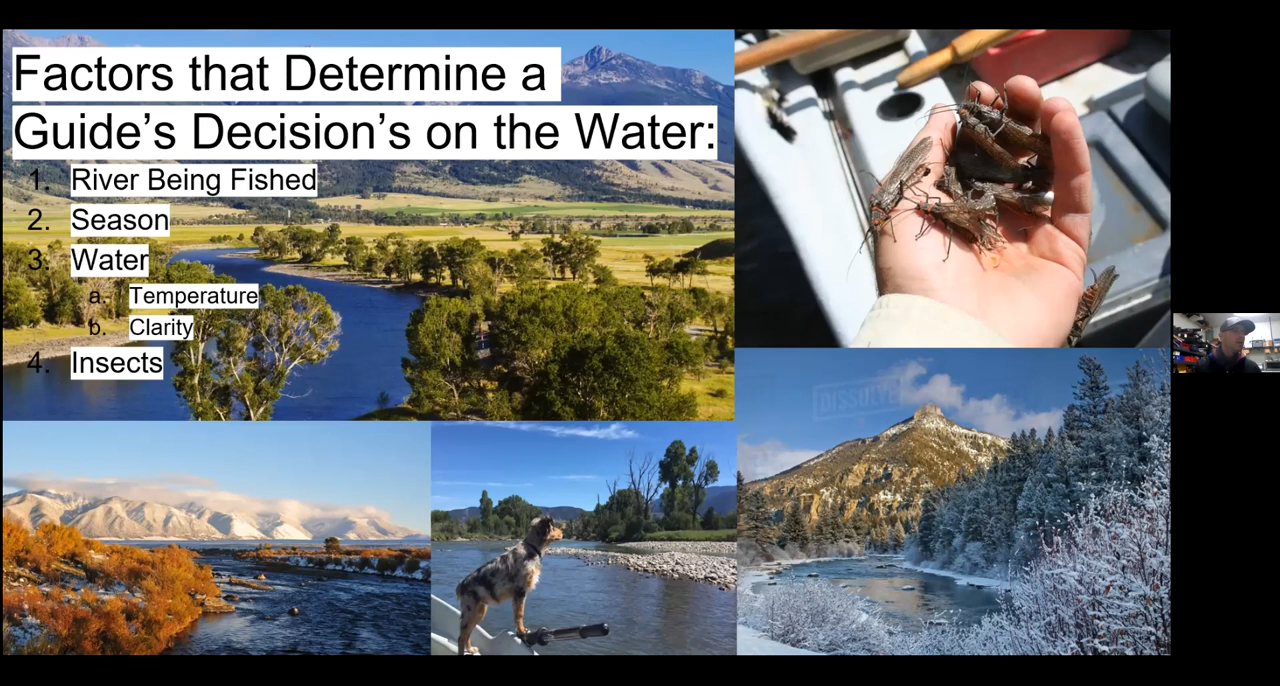 Factors that Determine a
Guide's Decision's on the Water:
1. River Being Fished
2. Season
3. Water
a. Temperature
b. Clarity
4. Insects
DISSOLVE